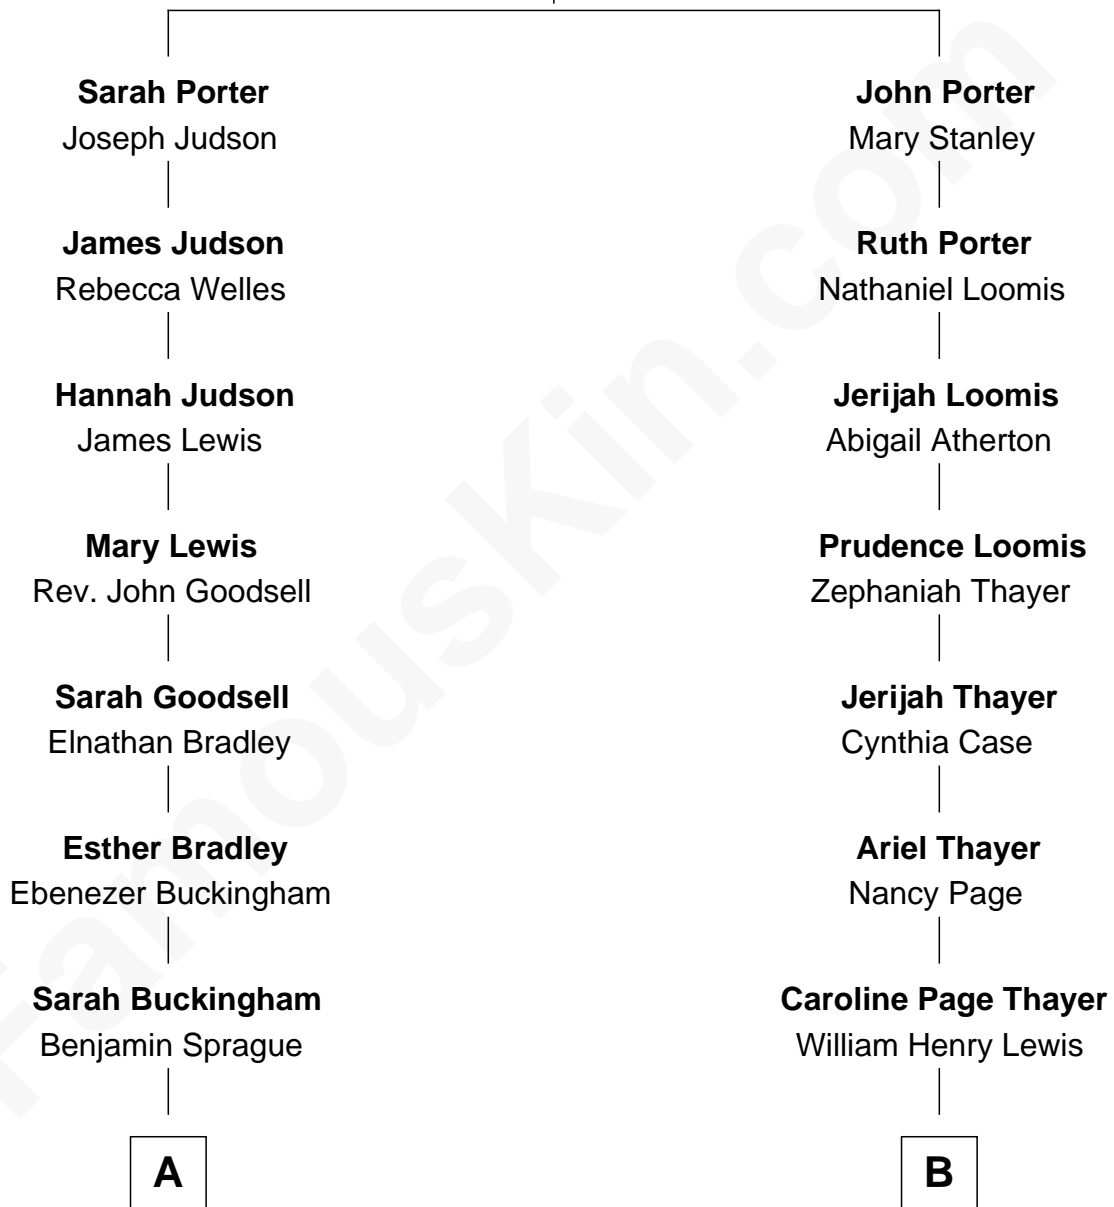 Sarah Porter
Joseph Judson
James Judson
Rebecca Welles
Hannah Judson
James Lewis
Mary Lewis
Rev. John Goodsell
Sarah Goodsell
Elnathan Bradley
Esther Bradley
Ebenezer Buckingham
Sarah Buckingham
Benjamin Sprague
A
John Porter
Mary Stanley
Ruth Porter
Nathaniel Loomis
Jerijah Loomis
Abigail Atherton
Prudence Loomis
Zephaniah Thayer
Jerijah Thayer
Cynthia Case
Ariel Thayer
Nancy Page
Caroline Page Thayer
William Henry Lewis
B
FamousKin.com